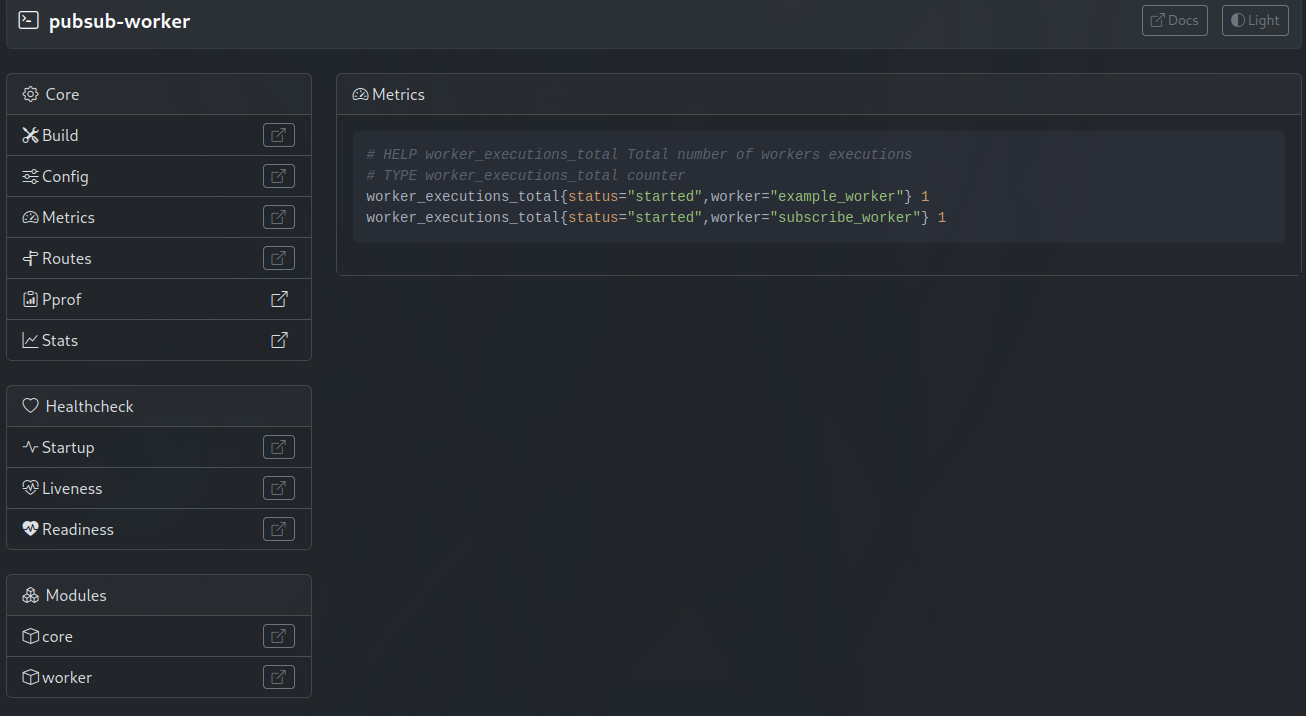 pubsub-worker
Docs
Light
Core
Build
Config
Metrics
Routes
Pprof
Stats
Healthcheck
Startup
Liveness
Readiness
Modules
core
worker
Metrics
# HELP worker_executions_total Total number of workers executions
# TYPE worker_executions_total counter
worker_executions_total{status="started",worker="example_worker"} 1
worker_executions_total{status="started",worker="subscribe_worker"} 1